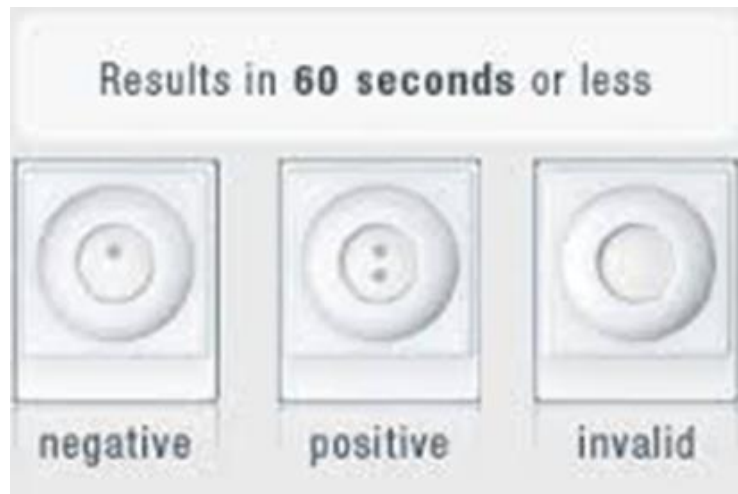 Results in 60 seconds or less
negative positive invalid